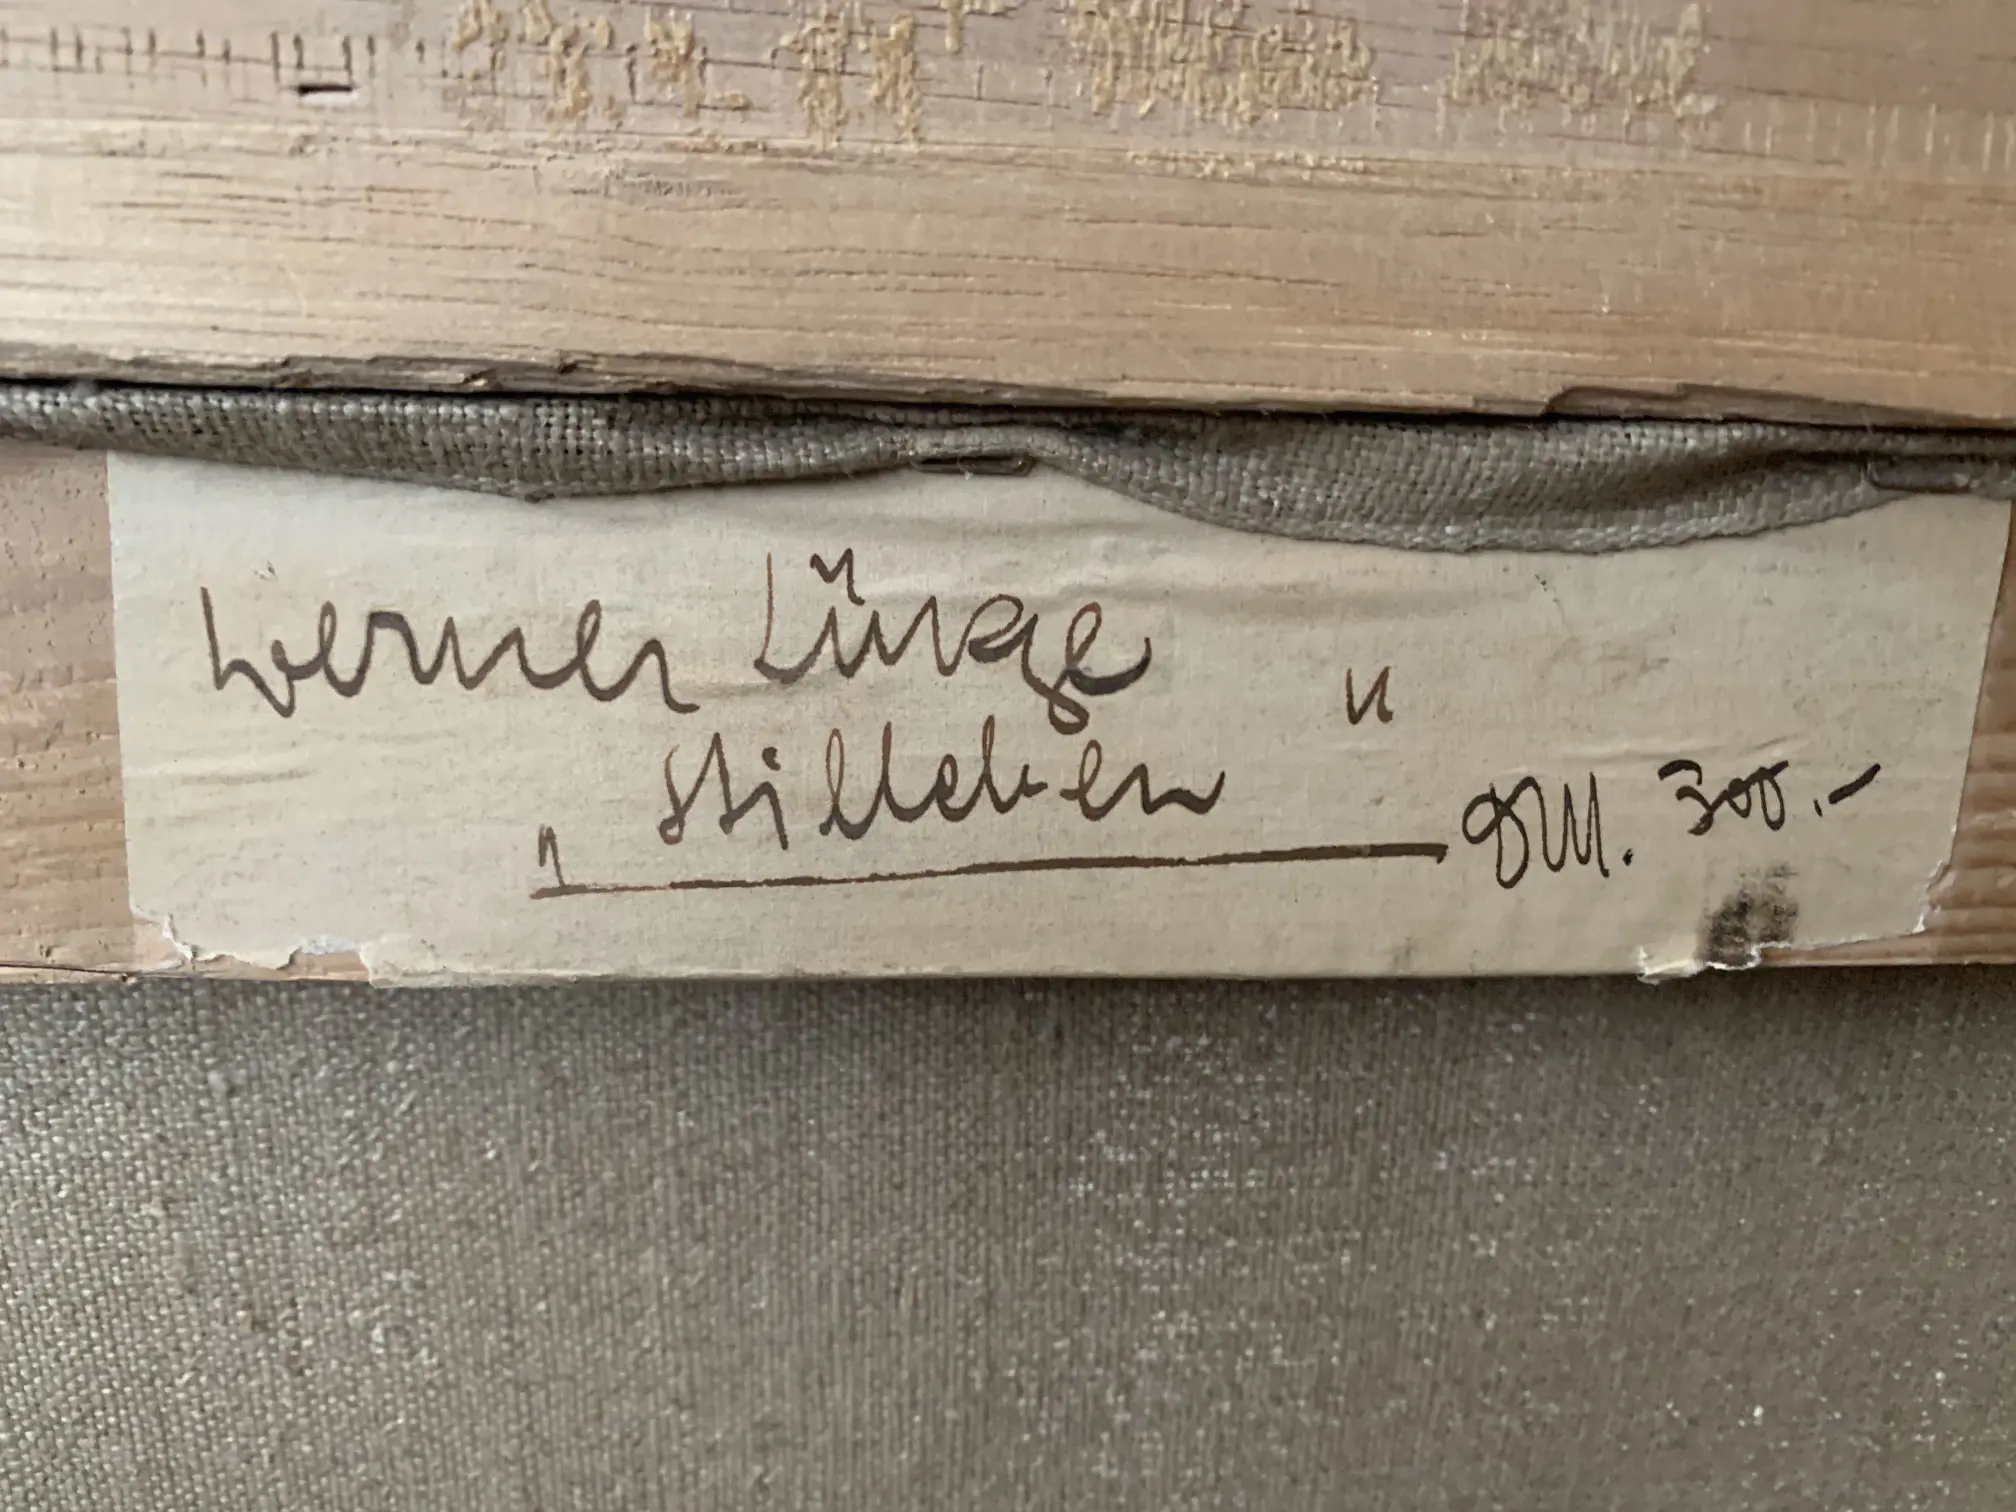 Werner Lürge
„Stilleben"
DM. 300.-